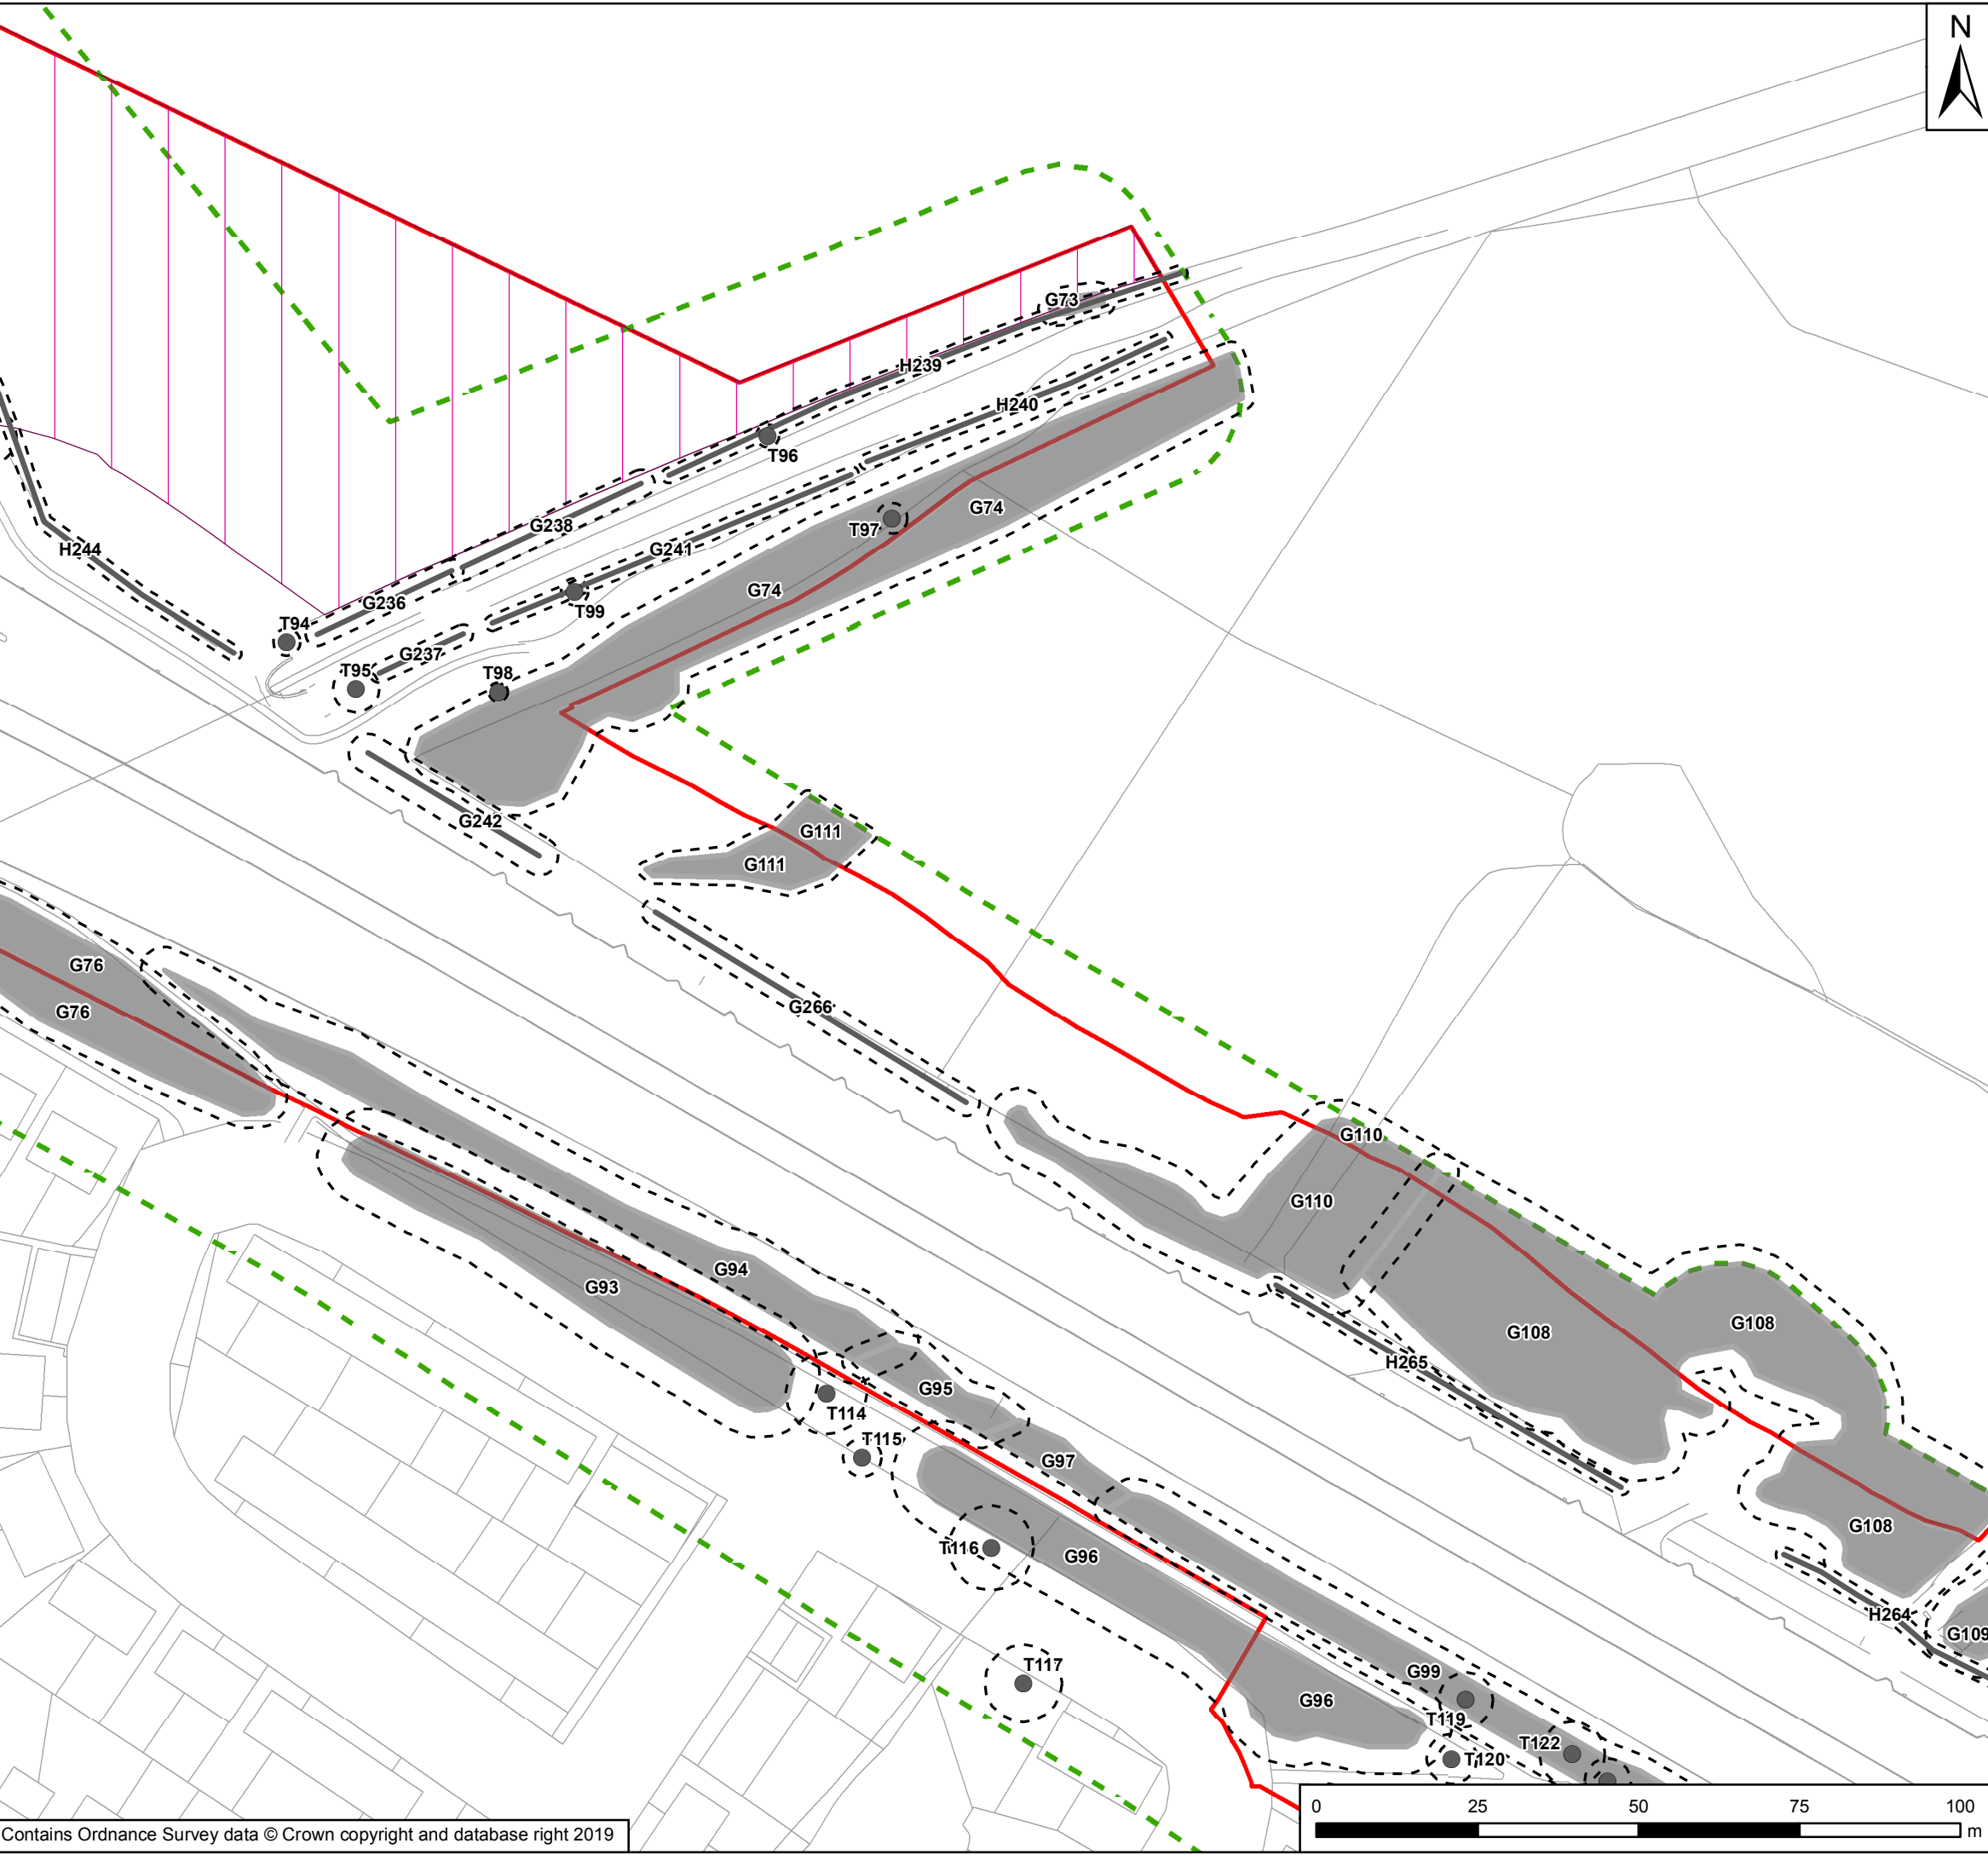 N
G73
H239
H240
T96
G74
G238
T97
G241
H244
G74
G236
T99
T94
G237
T95
T98
G242
G111
G111
G76
G266
G76
G110
G110
G94
G93
G108
G108
H265
G95
T114
T115
G97
G108
T116
G96
H264
G109
T117
G99
G96
T119
T122
T120
0 25 50 75 100
m
Contains Ordnance Survey data © Crown copyright and database right 2019